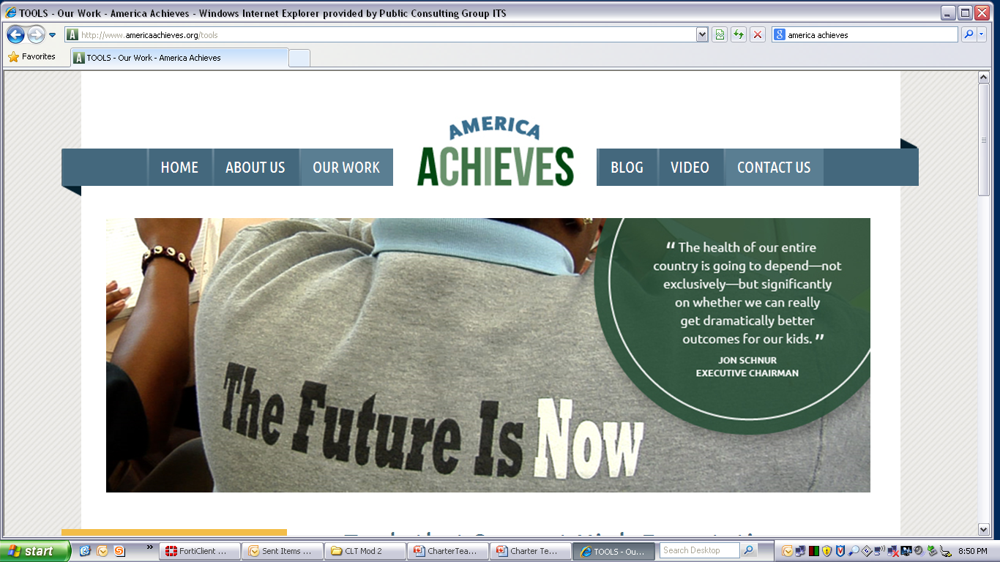 TOOLS - Our Work - America Achieves - Windows Internet Explorer provided by Public Consulting Group ITS
http://www.americaachieves.org/tools
america achieves
Favorites
TOOLS - Our Work - America Achieves
AMERICA
ACHIEVES
HOME
ABOUT US
OUR WORK
BLOG
VIDEO
CONTACT US
“ The health of our entire
country is going to depend—not
exclusively—but significantly
on whether we can really
get dramatically better
outcomes for our kids. ”
JON SCHNUR
EXECUTIVE CHAIRMAN
The Future Is Now
start
FortiClient ...
Sent Items ...
CLT Mod 2
CharterTea...
Charter Te...
TOOLS - Ou...
Search Desktop
8:50 PM